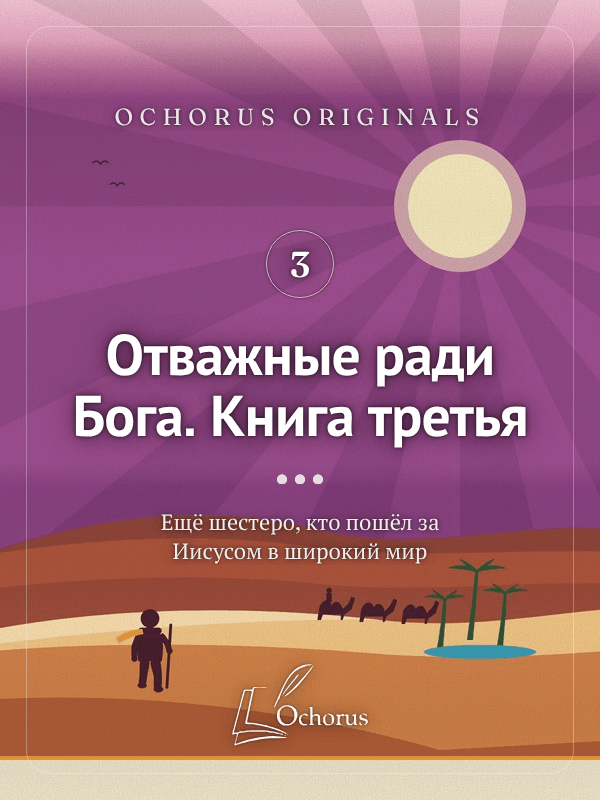 OCHORUS ORIGINALS
3
Отважные ради
Бога. Книга третья
Ещё шестеро, кто пошёл за
Иисусом в широкий мир
Ochorus